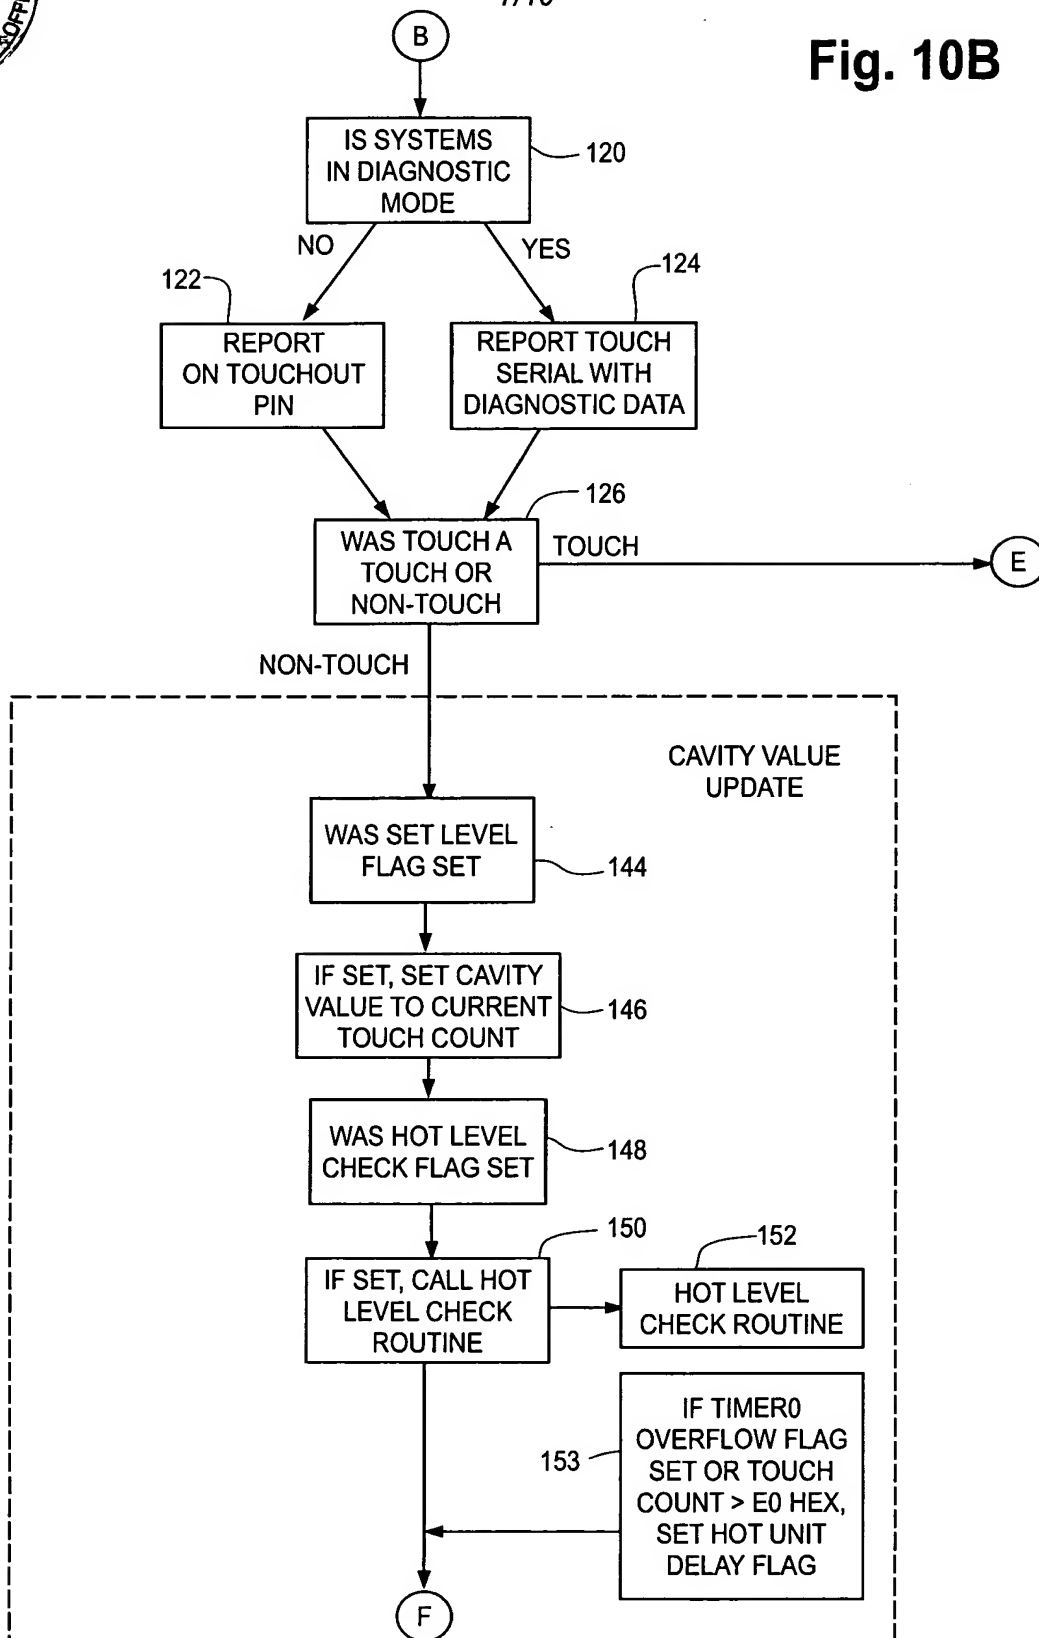 B
Fig. 10B
IS SYSTEMS
IN DIAGNOSTIC
MODE
120
NO
YES
122
124
REPORT
ON TOUCHOUT
PIN
REPORT TOUCH
SERIAL WITH
DIAGNOSTIC DATA
126
WAS TOUCH A
TOUCH OR
NON-TOUCH
TOUCH
E
NON-TOUCH
CAVITY VALUE
UPDATE
WAS SET LEVEL
FLAG SET
144
IF SET, SET CAVITY
VALUE TO CURRENT
TOUCH COUNT
146
WAS HOT LEVEL
CHECK FLAG SET
148
150
152
IF SET, CALL HOT
LEVEL CHECK
ROUTINE
HOT LEVEL
CHECK ROUTINE
153
IF TIMER0
OVERFLOW FLAG
SET OR TOUCH
COUNT > E0 HEX,
SET HOT UNIT
DELAY FLAG
F